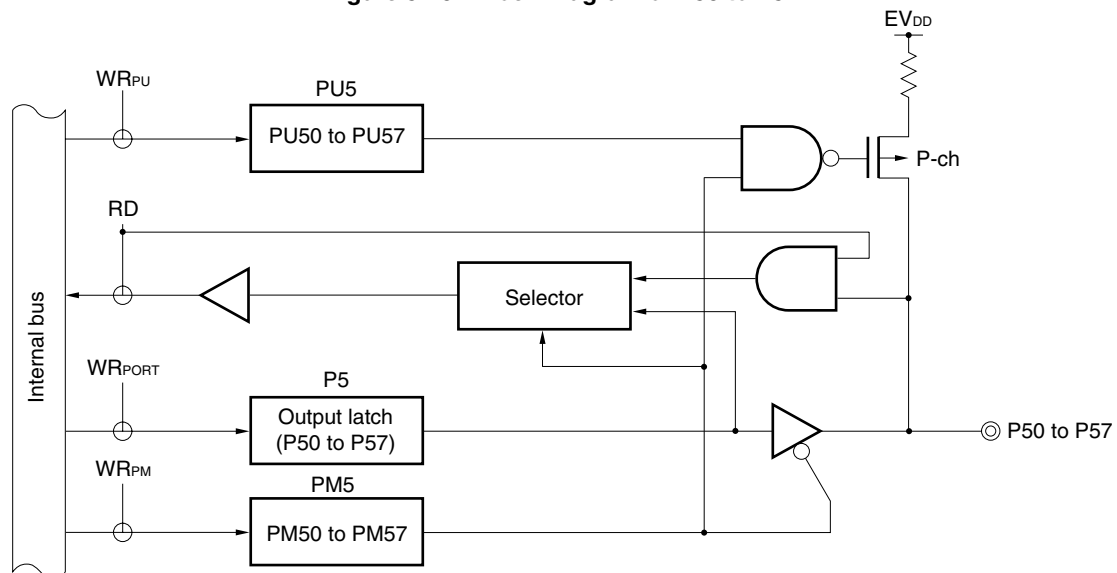 EVDD
WRPU
PU5
PU50 to PU57
P-ch
RD
Selector
Internal bus
WRPORT
P5
Output latch
(P50 to P57)
P50 to P57
WRPM
PM5
PM50 to PM57